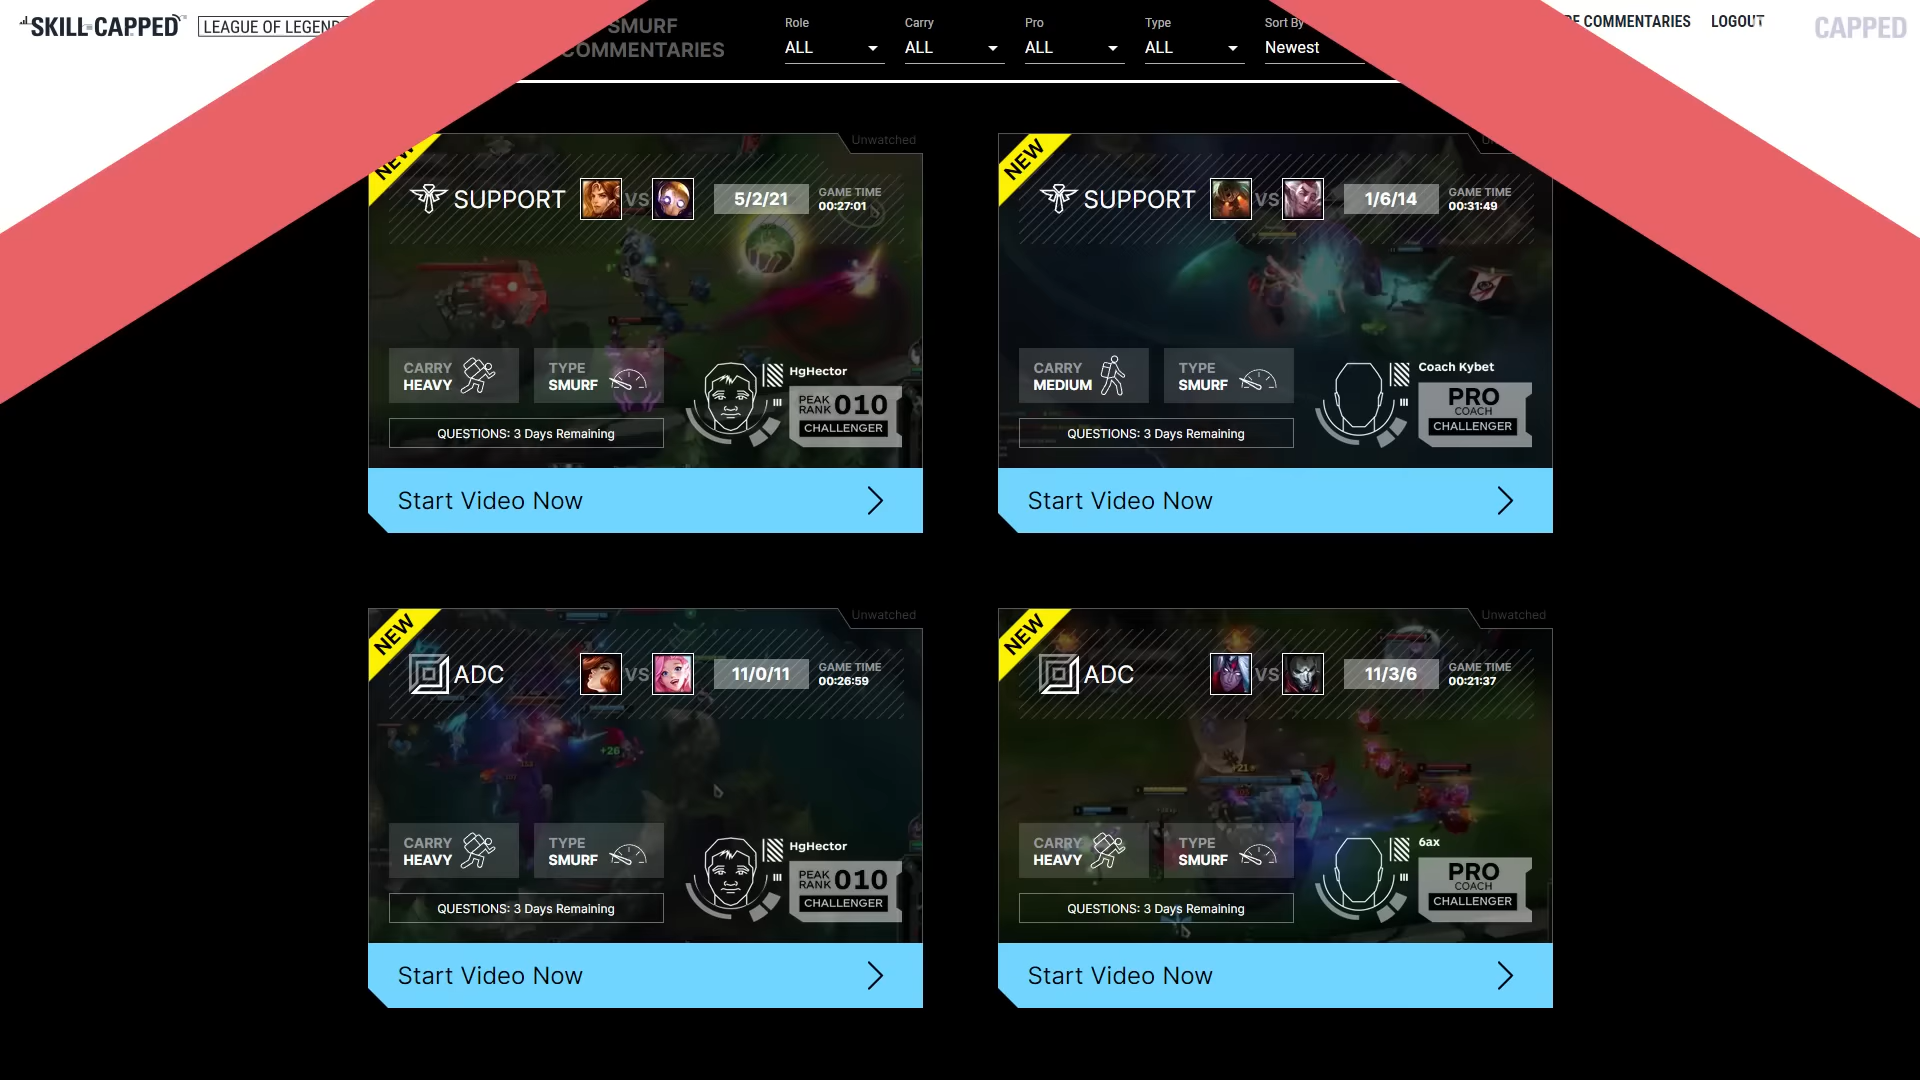 SKILL-CAPPED
LEAGUE OF LEGEN
SMURF
COMMENTARIES
Role
ALL
Carry
ALL
Pro
ALL
Type
ALL
Sort By
Newest
COMMENTARIES
LOGOUT
CAPPED
NEW
Unwatched
SUPPORT
VS
5/2/21
GAME TIME
00:27:01
CARRY
HEAVY
TYPE
SMURF
HgHector
PEAK RANK 010
CHALLENGER
QUESTIONS: 3 Days Remaining
Start Video Now
NEW
SUPPORT
VS
1/6/14
GAME TIME
00:31:49
CARRY
MEDIUM
TYPE
SMURF
Coach Kybet
PRO
COACH
CHALLENGER
QUESTIONS: 3 Days Remaining
Start Video Now
NEW
Unwatched
ADC
VS
11/0/11
GAME TIME
00:26:59
+26
CARRY
HEAVY
TYPE
SMURF
HgHector
PEAK RANK 010
CHALLENGER
QUESTIONS: 3 Days Remaining
Start Video Now
NEW
Unwatched
ADC
VS
11/3/6
GAME TIME
00:21:37
+21
CARRY
HEAVY
TYPE
SMURF
6ax
PRO
COACH
CHALLENGER
QUESTIONS: 3 Days Remaining
Start Video Now